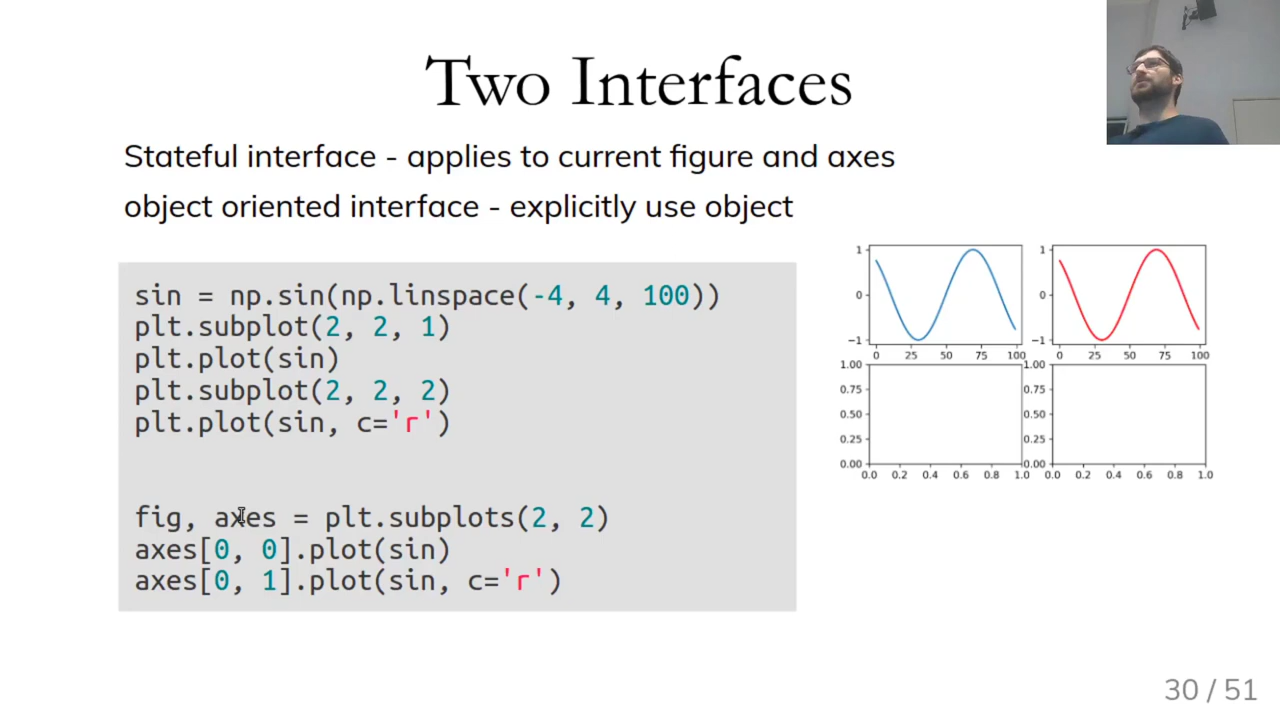 Two Interfaces
Stateful interface - applies to current figure and axes
object oriented interface - explicitly use object
sin = np.sin(np.linspace(-4, 4, 100))
plt.subplot(2, 2, 1)
plt.plot(sin)
plt.subplot(2, 2, 2)
plt.plot(sin, c='r')
fig, axes = plt.subplots(2, 2)
axes[0, 0].plot(sin)
axes[0, 1].plot(sin, c='r')
1
0
−1
0 25 50 75 100
1
0
−1
0 25 50 75 100
1.00
0.75
0.50
0.25
0.00
0.0 0.2 0.4 0.6 0.8 1.0
1.00
0.75
0.50
0.25
0.00
0.0 0.2 0.4 0.6 0.8 1.0
30 / 51